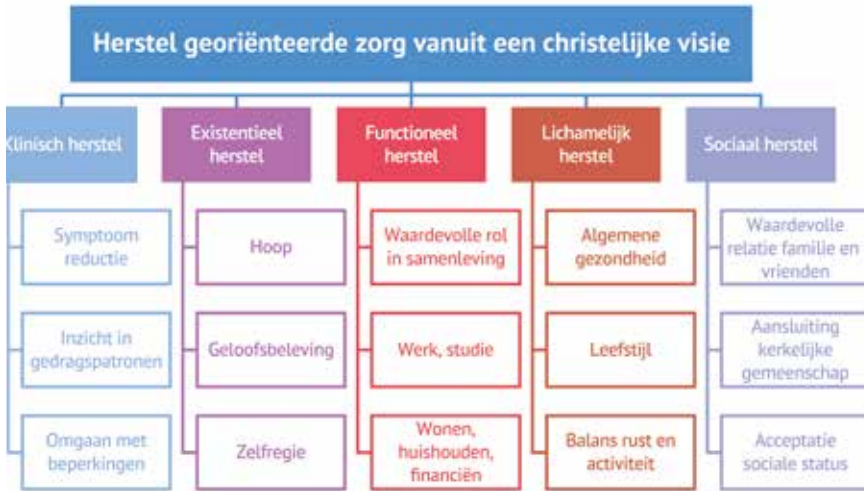 Herstel georiënteerde zorg vanuit een christelijke visie
Klinisch herstel
Existentieel
herstel
Functioneel
herstel
Lichamelijk
herstel
Sociaal herstel
Symptoom
reductie
Hoop
Waardevolle rol
in samenleving
Algemene
gezondheid
Waardevolle
relatie familie en
vrienden
Inzicht in
gedragspatronen
Geloofsbeleving
Werk, studie
Leefstijl
Aansluiting
kerkelijke
gemeenschap
Omgaan met
beperkingen
Zelfregie
Wonen,
huishouden,
financiën
Balans rust en
activiteit
Acceptatie
sociale status